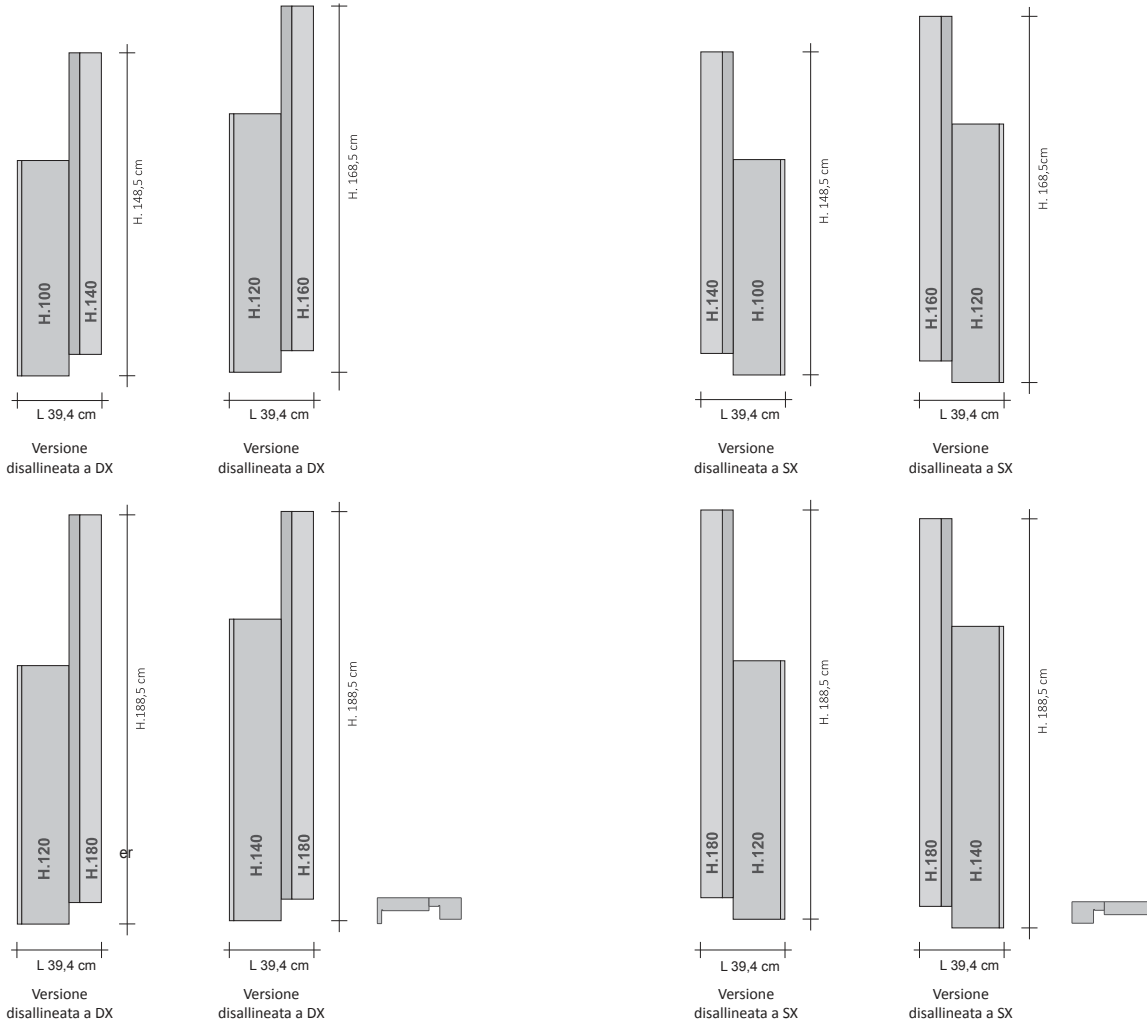 H.100
H.140
H. 148,5 cm
L 39,4 cm
Versione
disallineata a DX
H.120
H.160
H. 168,5 cm
L 39,4 cm
Versione
disallineata a DX
H.140
H.100
H. 148,5 cm
L 39,4 cm
Versione
disallineata a SX
H.160
H.120
H. 168,5cm
L 39,4 cm
Versione
disallineata a SX
H.120
H.180
er
H.188,5 cm
L 39,4 cm
Versione
disallineata a DX
H.140
H.180
H. 188,5 cm
L 39,4 cm
Versione
disallineata a DX
H.180
H.120
H. 188,5 cm
L 39,4 cm
Versione
disallineata a SX
H.180
H.140
H. 188,5 cm
L 39,4 cm
Versione
disallineata a SX